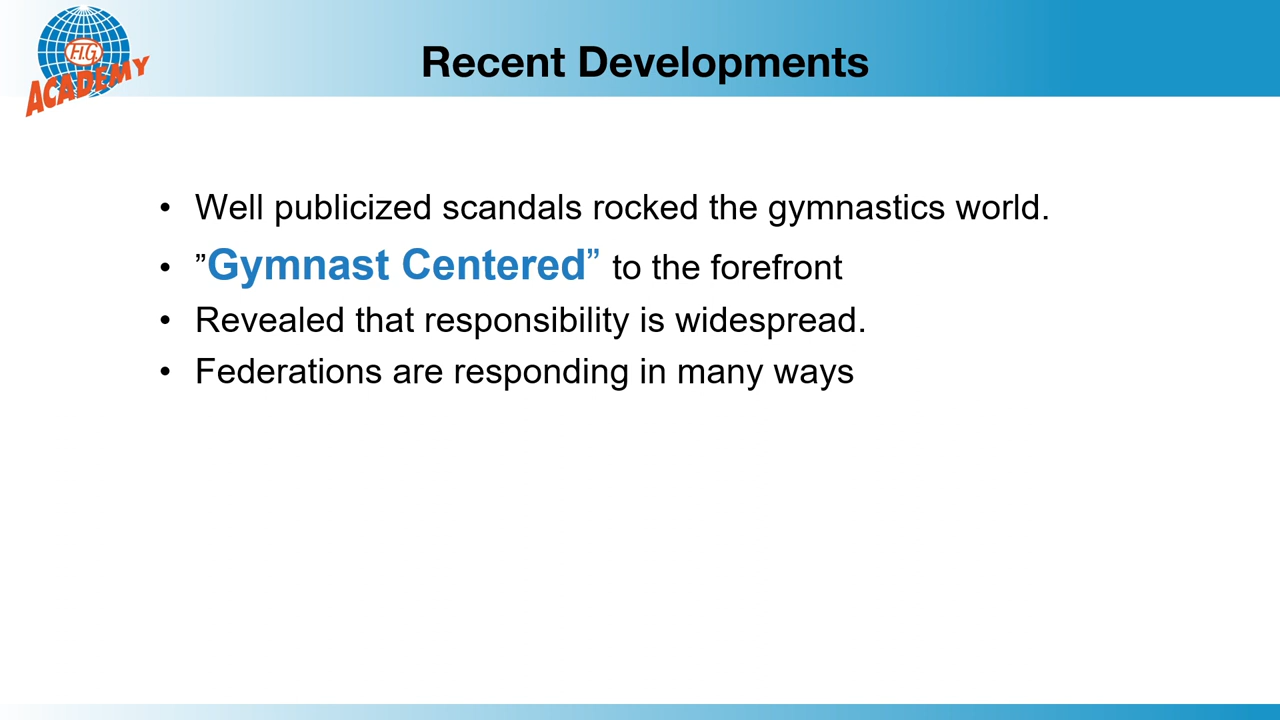 F.I.G.
ACADEMY
Recent Developments
• Well publicized scandals rocked the gymnastics world.
• ”Gymnast Centered” to the forefront
• Revealed that responsibility is widespread.
• Federations are responding in many ways